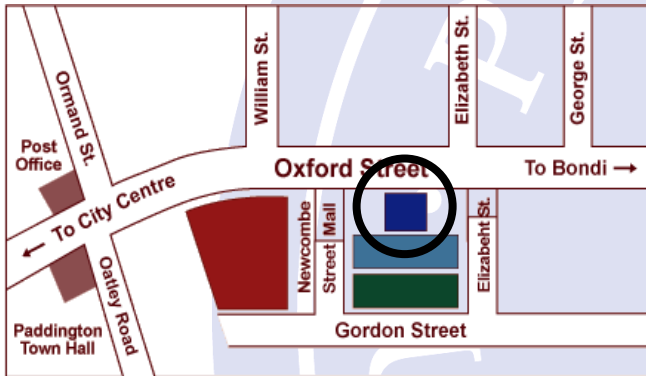 William St.
Elizabeth St.
George St.
Ormand St.
Post
Office
Oxford Street
To Bondi →
← To City Centre
Newcombe
Street Mall
Elizabeht St.
Oatley Road
Paddington
Town Hall
Gordon Street
P